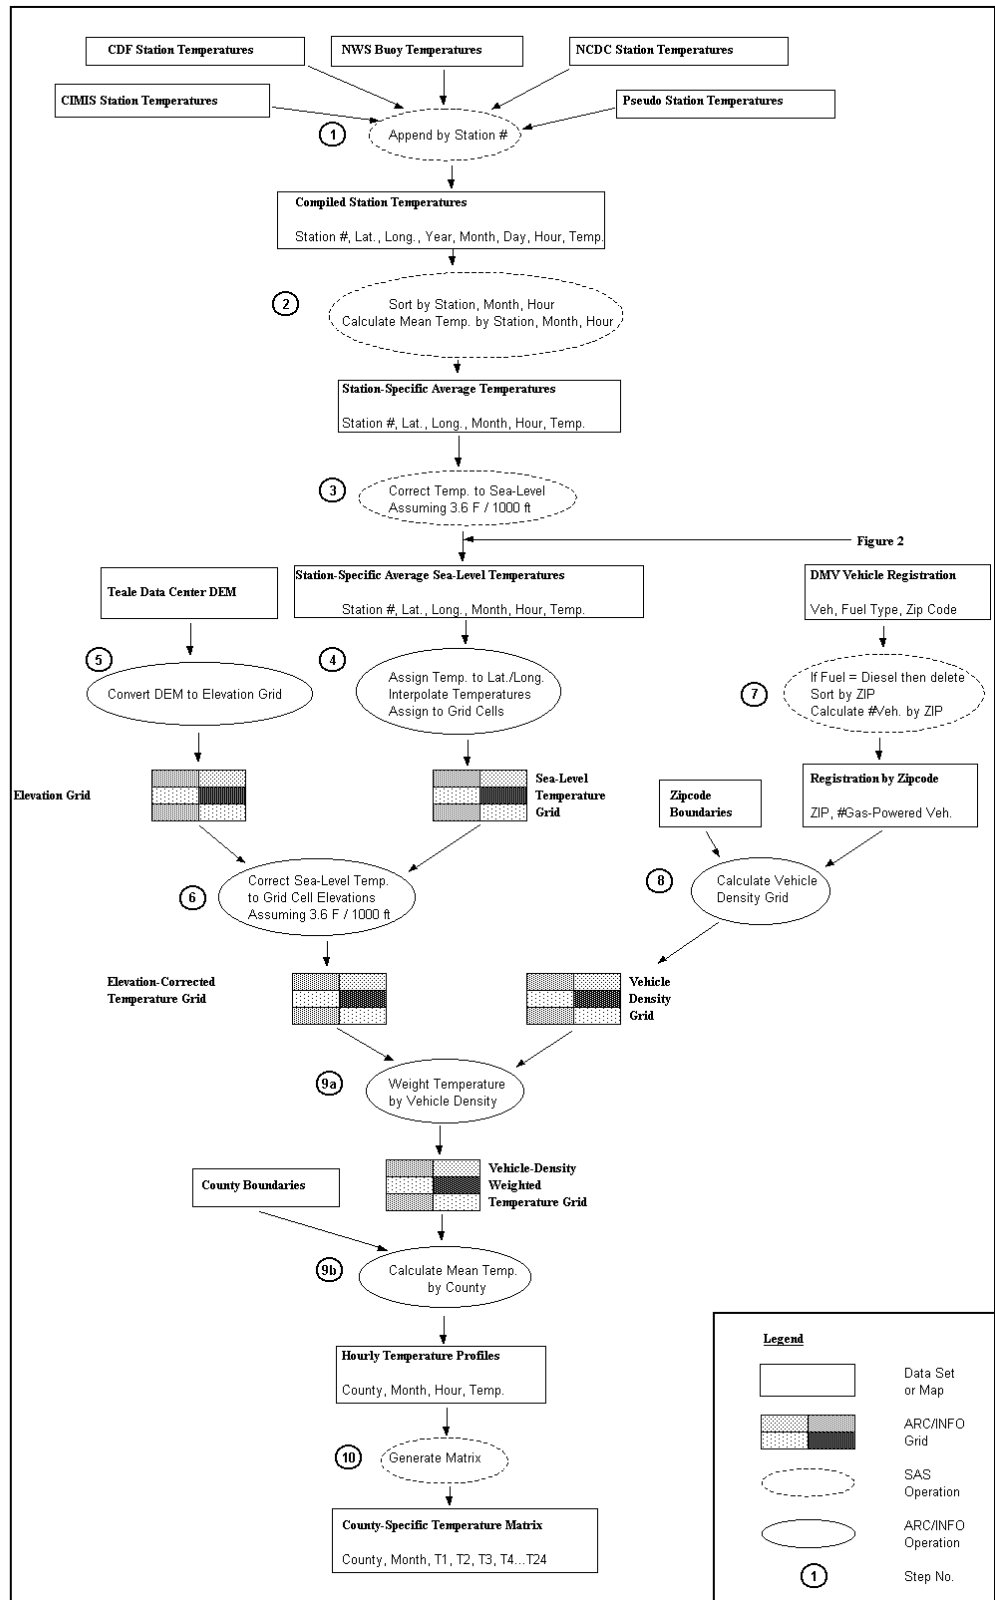 CDF Station Temperatures
NWS Buoy Temperatures
NCDC Station Temperatures
CIMIS Station Temperatures
Pseudo Station Temperatures
1
Append by Station #
Compiled Station Temperatures
Station #, Lat., Long., Year, Month, Day, Hour, Temp.
2
Sort by Station, Month, Hour
Calculate Mean Temp. by Station, Month, Hour
Station-Specific Average Temperatures
Station #, Lat., Long., Month, Hour, Temp.
3
Correct Temp. to Sea-Level
Assuming 3.6 F / 1000 ft
Figure 2
Teale Data Center DEM
Station-Specific Average Sea-Level Temperatures
Station #, Lat., Long., Month, Hour, Temp.
DMV Vehicle Registration
Veh, Fuel Type, Zip Code
5
Convert DEM to Elevation Grid
4
Assign Temp. to Lat./Long.
Interpolate Temperatures
Assign to Grid Cells
7
If Fuel = Diesel then delete
Sort by ZIP
Calculate #Veh. by ZIP
Elevation Grid
Sea-Level
Temperature
Grid
Zipcode
Boundaries
Registration by Zipcode
ZIP, #Gas-Powered Veh.
6
Correct Sea-Level Temp.
to Grid Cell Elevations
Assuming 3.6 F / 1000 ft
8
Calculate Vehicle
Density Grid
Elevation-Corrected
Temperature Grid
Vehicle
Density
Grid
9a
Weight Temperature
by Vehicle Density
County Boundaries
Vehicle-Density
Weighted
Temperature Grid
9b
Calculate Mean Temp.
by County
Hourly Temperature Profiles
County, Month, Hour, Temp.
10
Generate Matrix
County-Specific Temperature Matrix
County, Month, T1, T2, T3, T4...T24
Legend
Data Set
or Map
ARC/INFO
Grid
SAS
Operation
ARC/INFO
Operation
1
Step No.